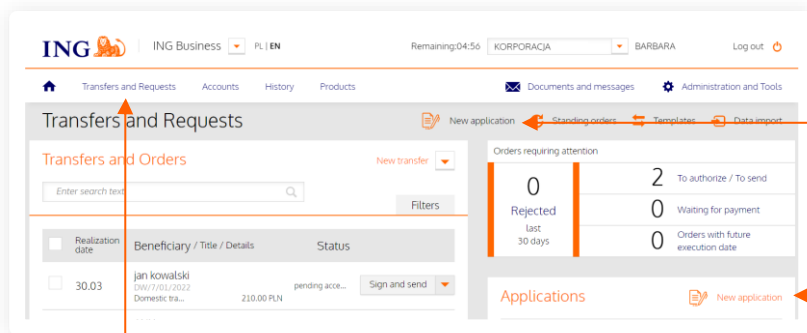 ING ING Business PL | EN Remaining:04:56 KORPORACJA BARBARA Log out
Transfers and Requests Accounts History Products Documents and messages Administration and Tools
Transfers and Requests New application Standing orders Templates Data import
Transfers and Orders New transfer
Enter search text
Filters
Realization date Beneficiary / Title / Details Status
30.03 jan kowalski
DW/7/01/2022 pending acce... Sign and send
Domestic tra... 210.00 PLN
Orders requiring attention
0
Rejected
last
30 days
2 To authorize / To send
0 Waiting for payment
0 Orders with future
execution date
Applications New application